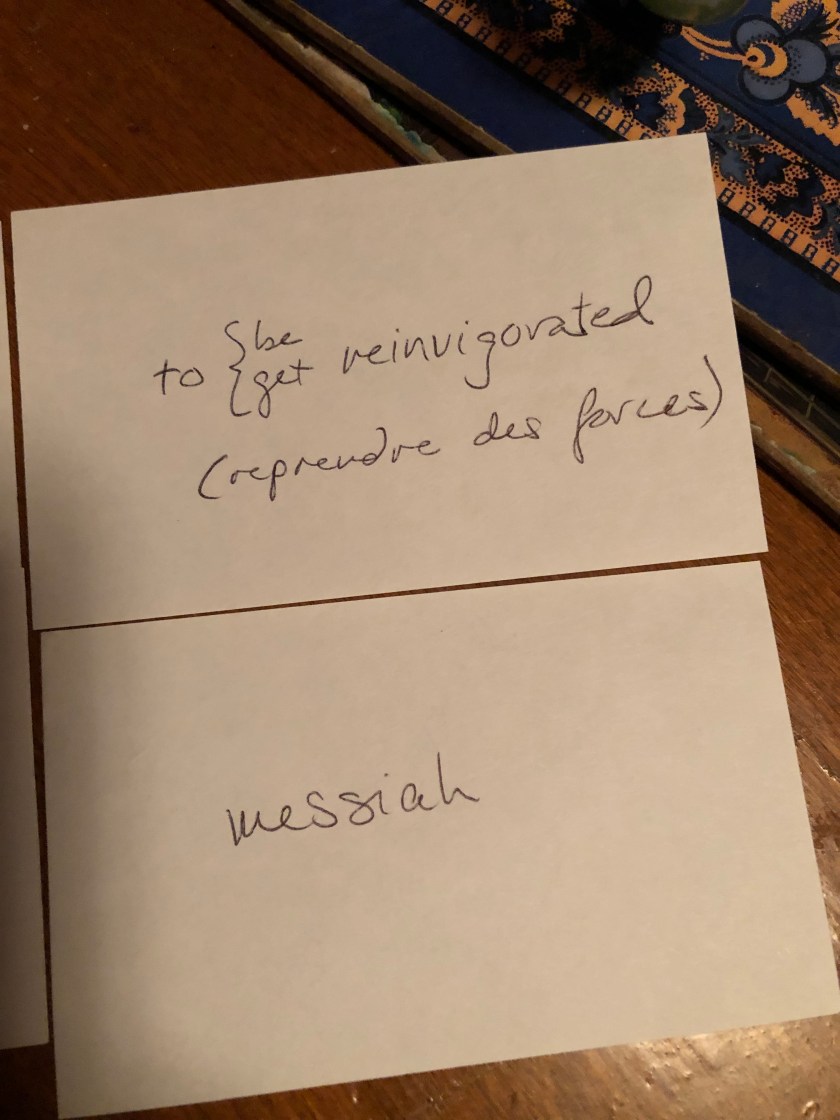 to { be
get reinvigorated
(reprendre des forces)
messiah